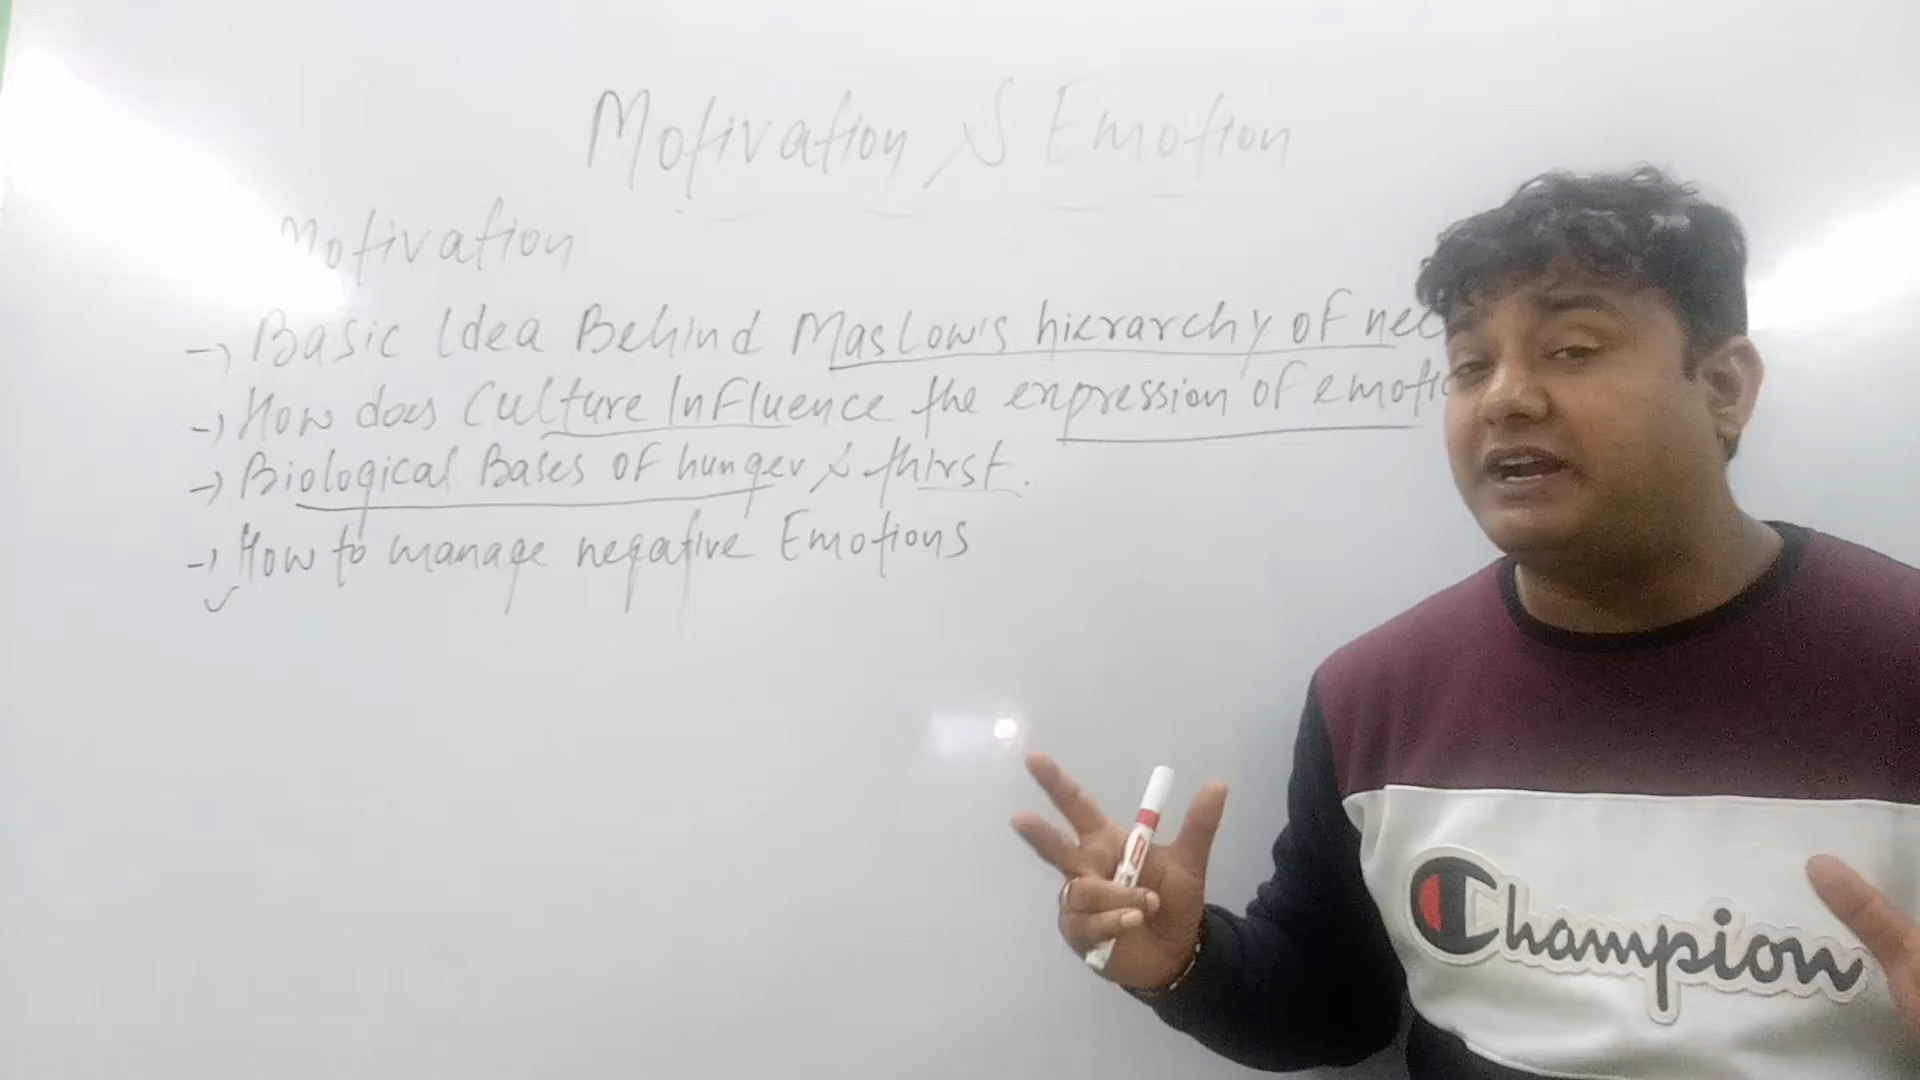 Motivation & Emotion
Motivation
→ Basic Idea Behind Maslow's hierarchy of nee
→ How does Culture Influence the expression of emotio
→ Biological Bases of hunger & thirst.
→ How to manage negative Emotions
Champion